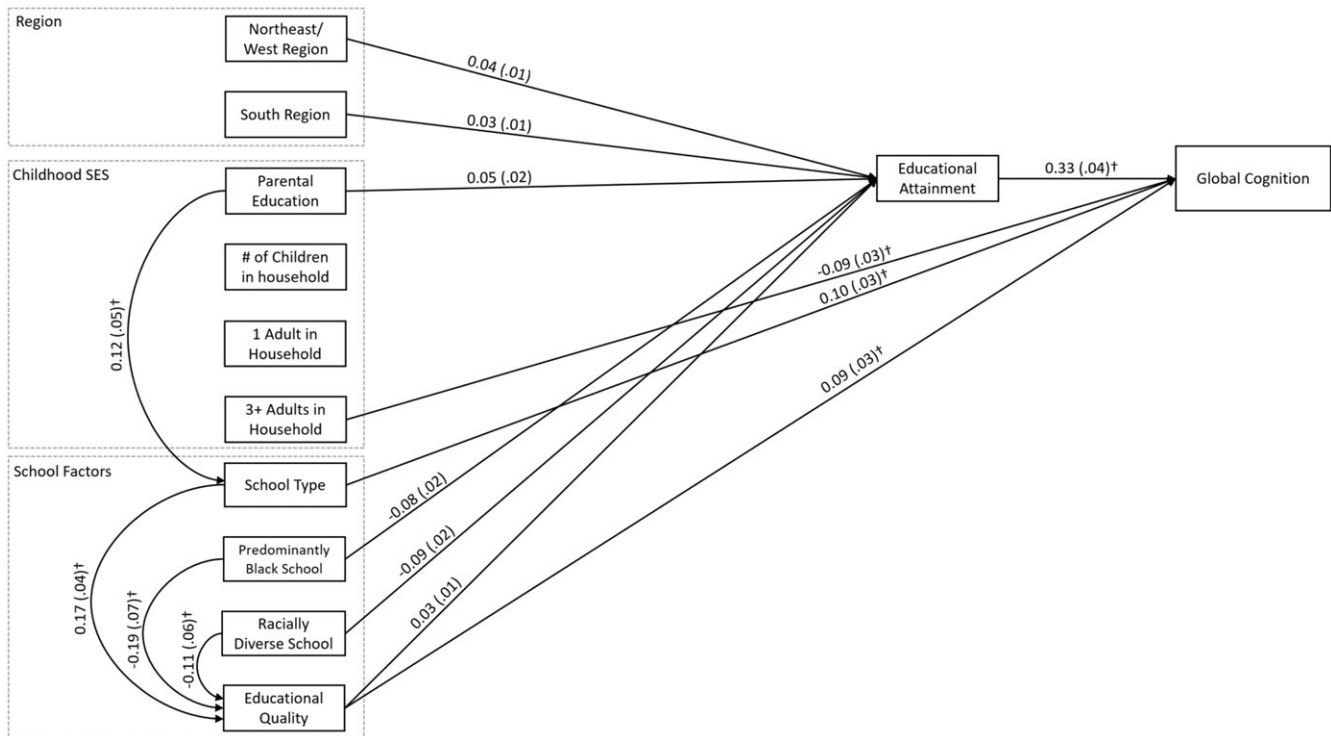 Region
Northeast/
West Region
South Region
0.04 (.01)
0.03 (.01)
Childhood SES
Parental
Education
0.05 (.02)
Educational
Attainment
0.33 (.04)†
Global Cognition
# of Children
in household
1 Adult in
Household
3+ Adults in
Household
0.12 (.05)†
-0.09 (.03)†
0.10 (.03)†
0.09 (.03)†
School Factors
School Type
Predominantly
Black School
Racially
Diverse School
Educational
Quality
-0.08 (.02)
-0.09 (.02)
0.03 (.01)
0.17 (.04)†
-0.19 (.07)†
-0.11 (.06)†